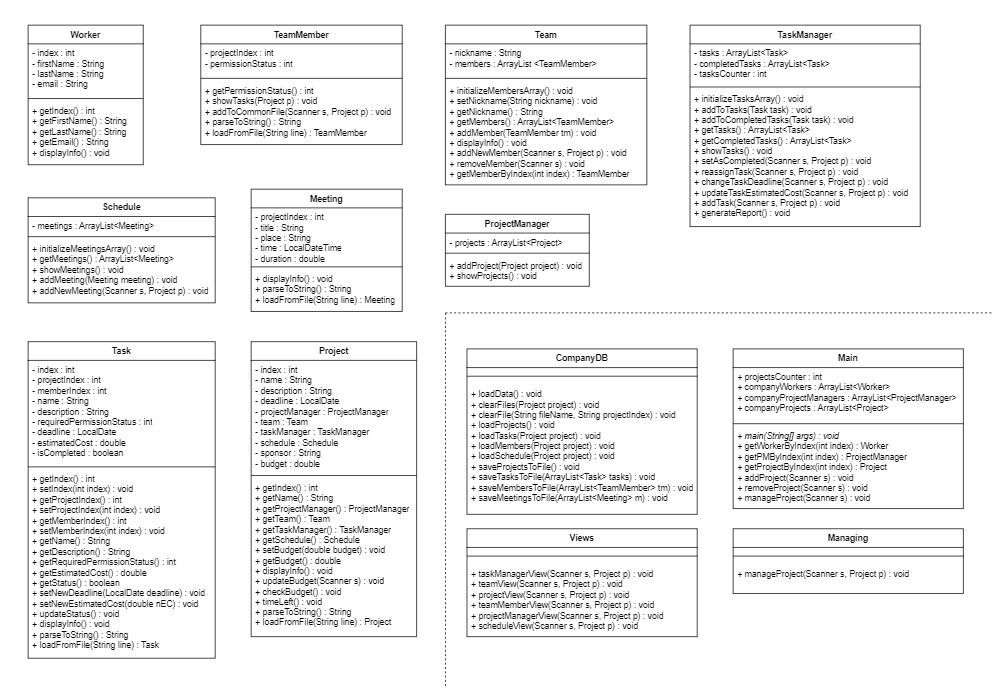 Worker
- index : int
- firstName : String
- lastName : String
- email : String
+ getIndex() : int
+ getFirstName() : String
+ getLastName() : String
+ getEmail() : String
+ displayInfo() : void
TeamMember
- projectIndex : int
- permissionStatus : int
+ getPermissionStatus() : int
+ showTasks(Project p) : void
+ addToCommonFile(Scanner s, Project p) : void
+ parseToString() : String
+ loadFromFile(String line) : TeamMember
Team
- nickname : String
- members : ArrayList <TeamMember>
+ initializeMembersArray() : void
+ setNickname(String nickname) : void
+ getNickname() : String
+ getMembers() : ArrayList<TeamMember>
+ addMember(TeamMember tm) : void
+ displayInfo() : void
+ addNewMember(Scanner s, Project p) : void
+ removeMember(Scanner s) : void
+ getMemberByIndex(int index) : TeamMember
TaskManager
- tasks : ArrayList<Task>
- completedTasks : ArrayList<Task>
- tasksCounter : int
+ initializeTasksArray() : void
+ addToTasks(Task task) : void
+ addToCompletedTasks(Task task) : void
+ getTasks() : ArrayList<Task>
+ getCompletedTasks() : ArrayList<Task>
+ showTasks() : void
+ setAsCompleted(Scanner s, Project p) : void
+ reassignTask(Scanner s, Project p) : void
+ changeTaskDeadline(Scanner s, Project p) : void
+ updateTaskEstimatedCost(Scanner s, Project p) : void
+ addTask(Scanner s, Project p) : void
+ generateReport() : void
Schedule
- meetings : ArrayList<Meeting>
+ initializeMeetingsArray() : void
+ getMeetings() : ArrayList<Meeting>
+ showMeetings() : void
+ addMeeting(Meeting meeting) : void
+ addNewMeeting(Scanner s, Project p) : void
Meeting
- projectIndex : int
- title : String
- place : String
- time : LocalDateTime
- duration : double
+ displayInfo() : void
+ parseToString() : String
+ loadFromFile(String line) : Meeting
ProjectManager
- projects : ArrayList<Project>
+ addProject(Project project) : void
+ showProjects() : void
Task
- index : int
- projectIndex : int
- memberIndex : int
- name : String
- description : String
- requiredPermissionStatus : int
- deadline : LocalDate
- estimatedCost : double
- isCompleted : boolean
+ getIndex() : int
+ setIndex(int index) : void
+ getProjectIndex() : int
+ setProjectIndex(int index) : void
+ getMemberIndex() : int
+ setMemberIndex(int index) : void
+ getName() : String
+ getDescription() : String
+ getRequiredPermissionStatus() : int
+ getEstimatedCost() : double
+ getStatus() : boolean
+ setNewDeadline(LocalDate deadline) : void
+ setNewEstimatedCost(double nEC) : void
+ updateStatus() : void
+ displayInfo() : void
+ parseToString() : String
+ loadFromFile(String line) : Task
Project
- index : int
- name : String
- description : String
- deadline : LocalDate
- projectManager : ProjectManager
- team : Team
- taskManager : TaskManager
- schedule : Schedule
- sponsor : String
- budget : double
+ getIndex() : int
+ getName() : String
+ getProjectManager() : ProjectManager
+ getTeam() : Team
+ getTaskManager() : TaskManager
+ getSchedule() : Schedule
+ setBudget(double budget) : void
+ getBudget() : double
+ displayInfo() : void
+ updateBudget(Scanner s) : void
+ checkBudget() : void
+ timeLeft() : void
+ parseToString() : String
+ loadFromFile(String line) : Project
CompanyDB
+ loadData() : void
+ clearFiles(Project project) : void
+ clearFile(String fileName, String projectIndex) : void
+ loadProjects() : void
+ loadTasks(Project project) : void
+ loadMembers(Project project) : void
+ loadSchedule(Project project) : void
+ saveProjectsToFile() : void
+ saveTasksToFile(ArrayList<Task> tasks) : void
+ saveMembersToFile(ArrayList<TeamMember> tm) : void
+ saveMeetingsToFile(ArrayList<Meeting> m) : void
Main
+ projectsCounter : int
+ companyWorkers : ArrayList<Worker>
+ companyProjectManagers : ArrayList<ProjectManager>
+ companyProjects : ArrayList<Project>
+ main(String[] args) : void
+ getWorkerByIndex(int index) : Worker
+ getPMByIndex(int index) : ProjectManager
+ getProjectByIndex(int index) : Project
+ addProject(Scanner s) : void
+ removeProject(Scanner s) : void
+ manageProject(Scanner s) : void
Views
+ taskManagerView(Scanner s, Project p) : void
+ teamView(Scanner s, Project p) : void
+ projectView(Scanner s, Project p) : void
+ teamMemberView(Scanner s, Project p) : void
+ projectManagerView(Scanner s, Project p) : void
+ scheduleView(Scanner s, Project p) : void
Managing
+ manageProject(Scanner s, Project p) : void